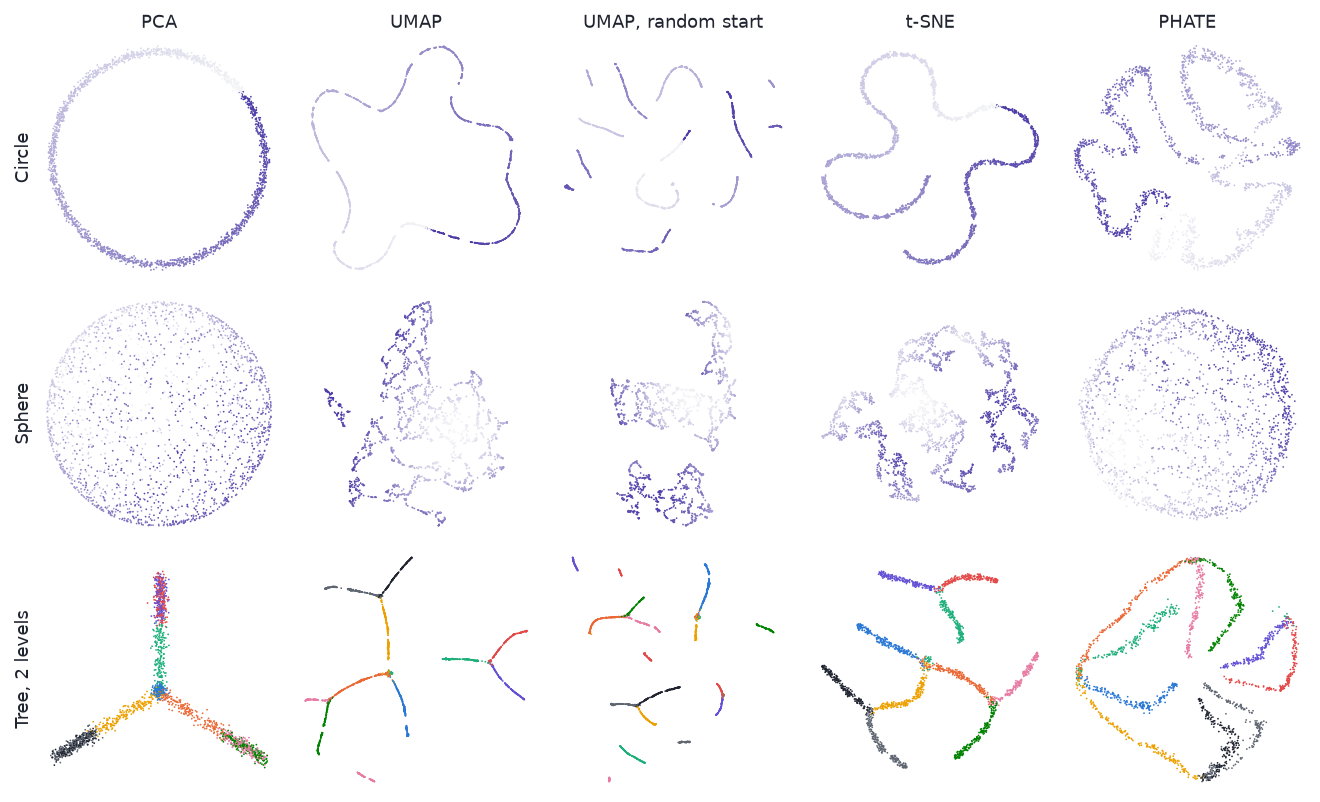 PCA
UMAP
UMAP, random start
t-SNE
PHATE
Circle
Sphere
Tree, 2 levels